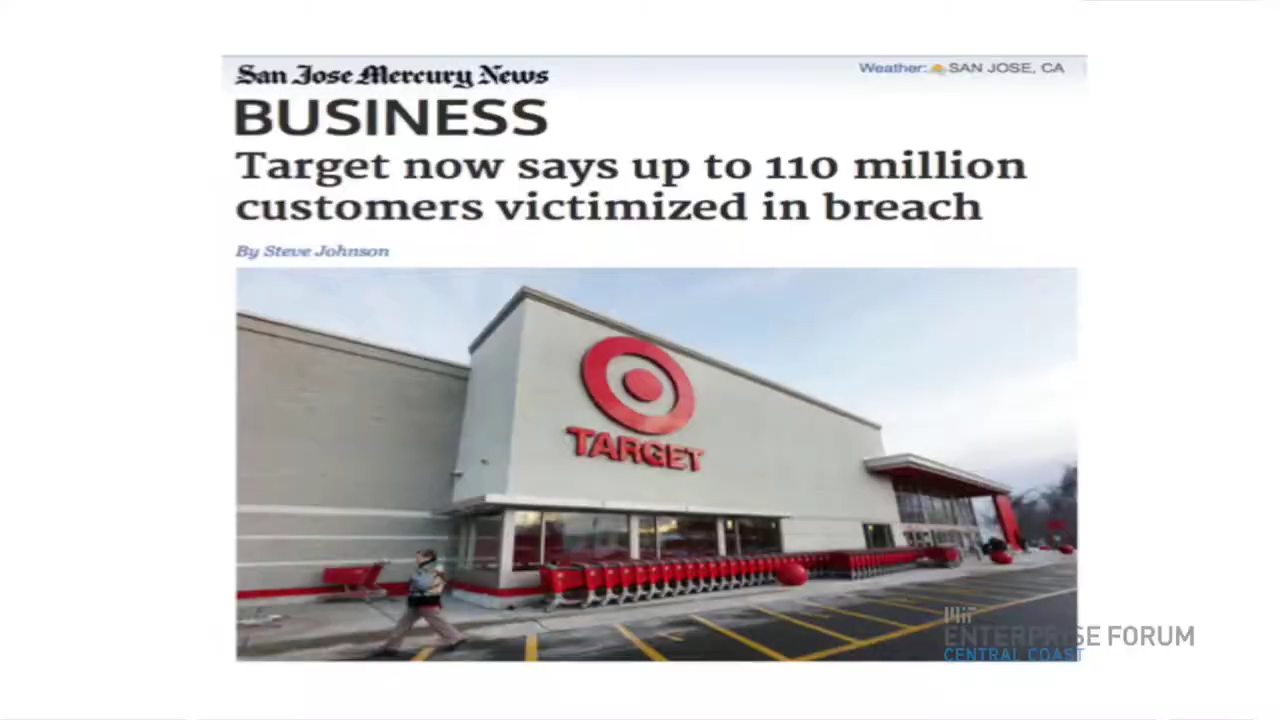 San Jose Mercury News
Weather: SAN JOSE, CA
BUSINESS
Target now says up to 110 million
customers victimized in breach
By Steve Johnson
TARGET
MIT
ENTERPRISE FORUM
CENTRAL COAST